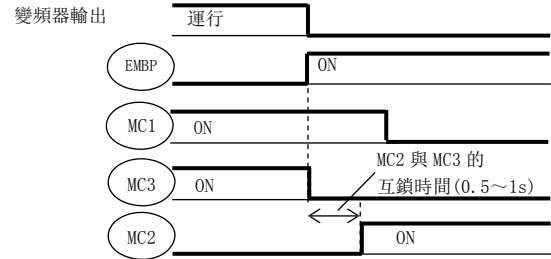 變頻器輸出
運行
EMBP
ON
MC1
ON
MC2 與 MC3 的
互鎖時間(0.5～1s)
MC3
ON
MC2
ON